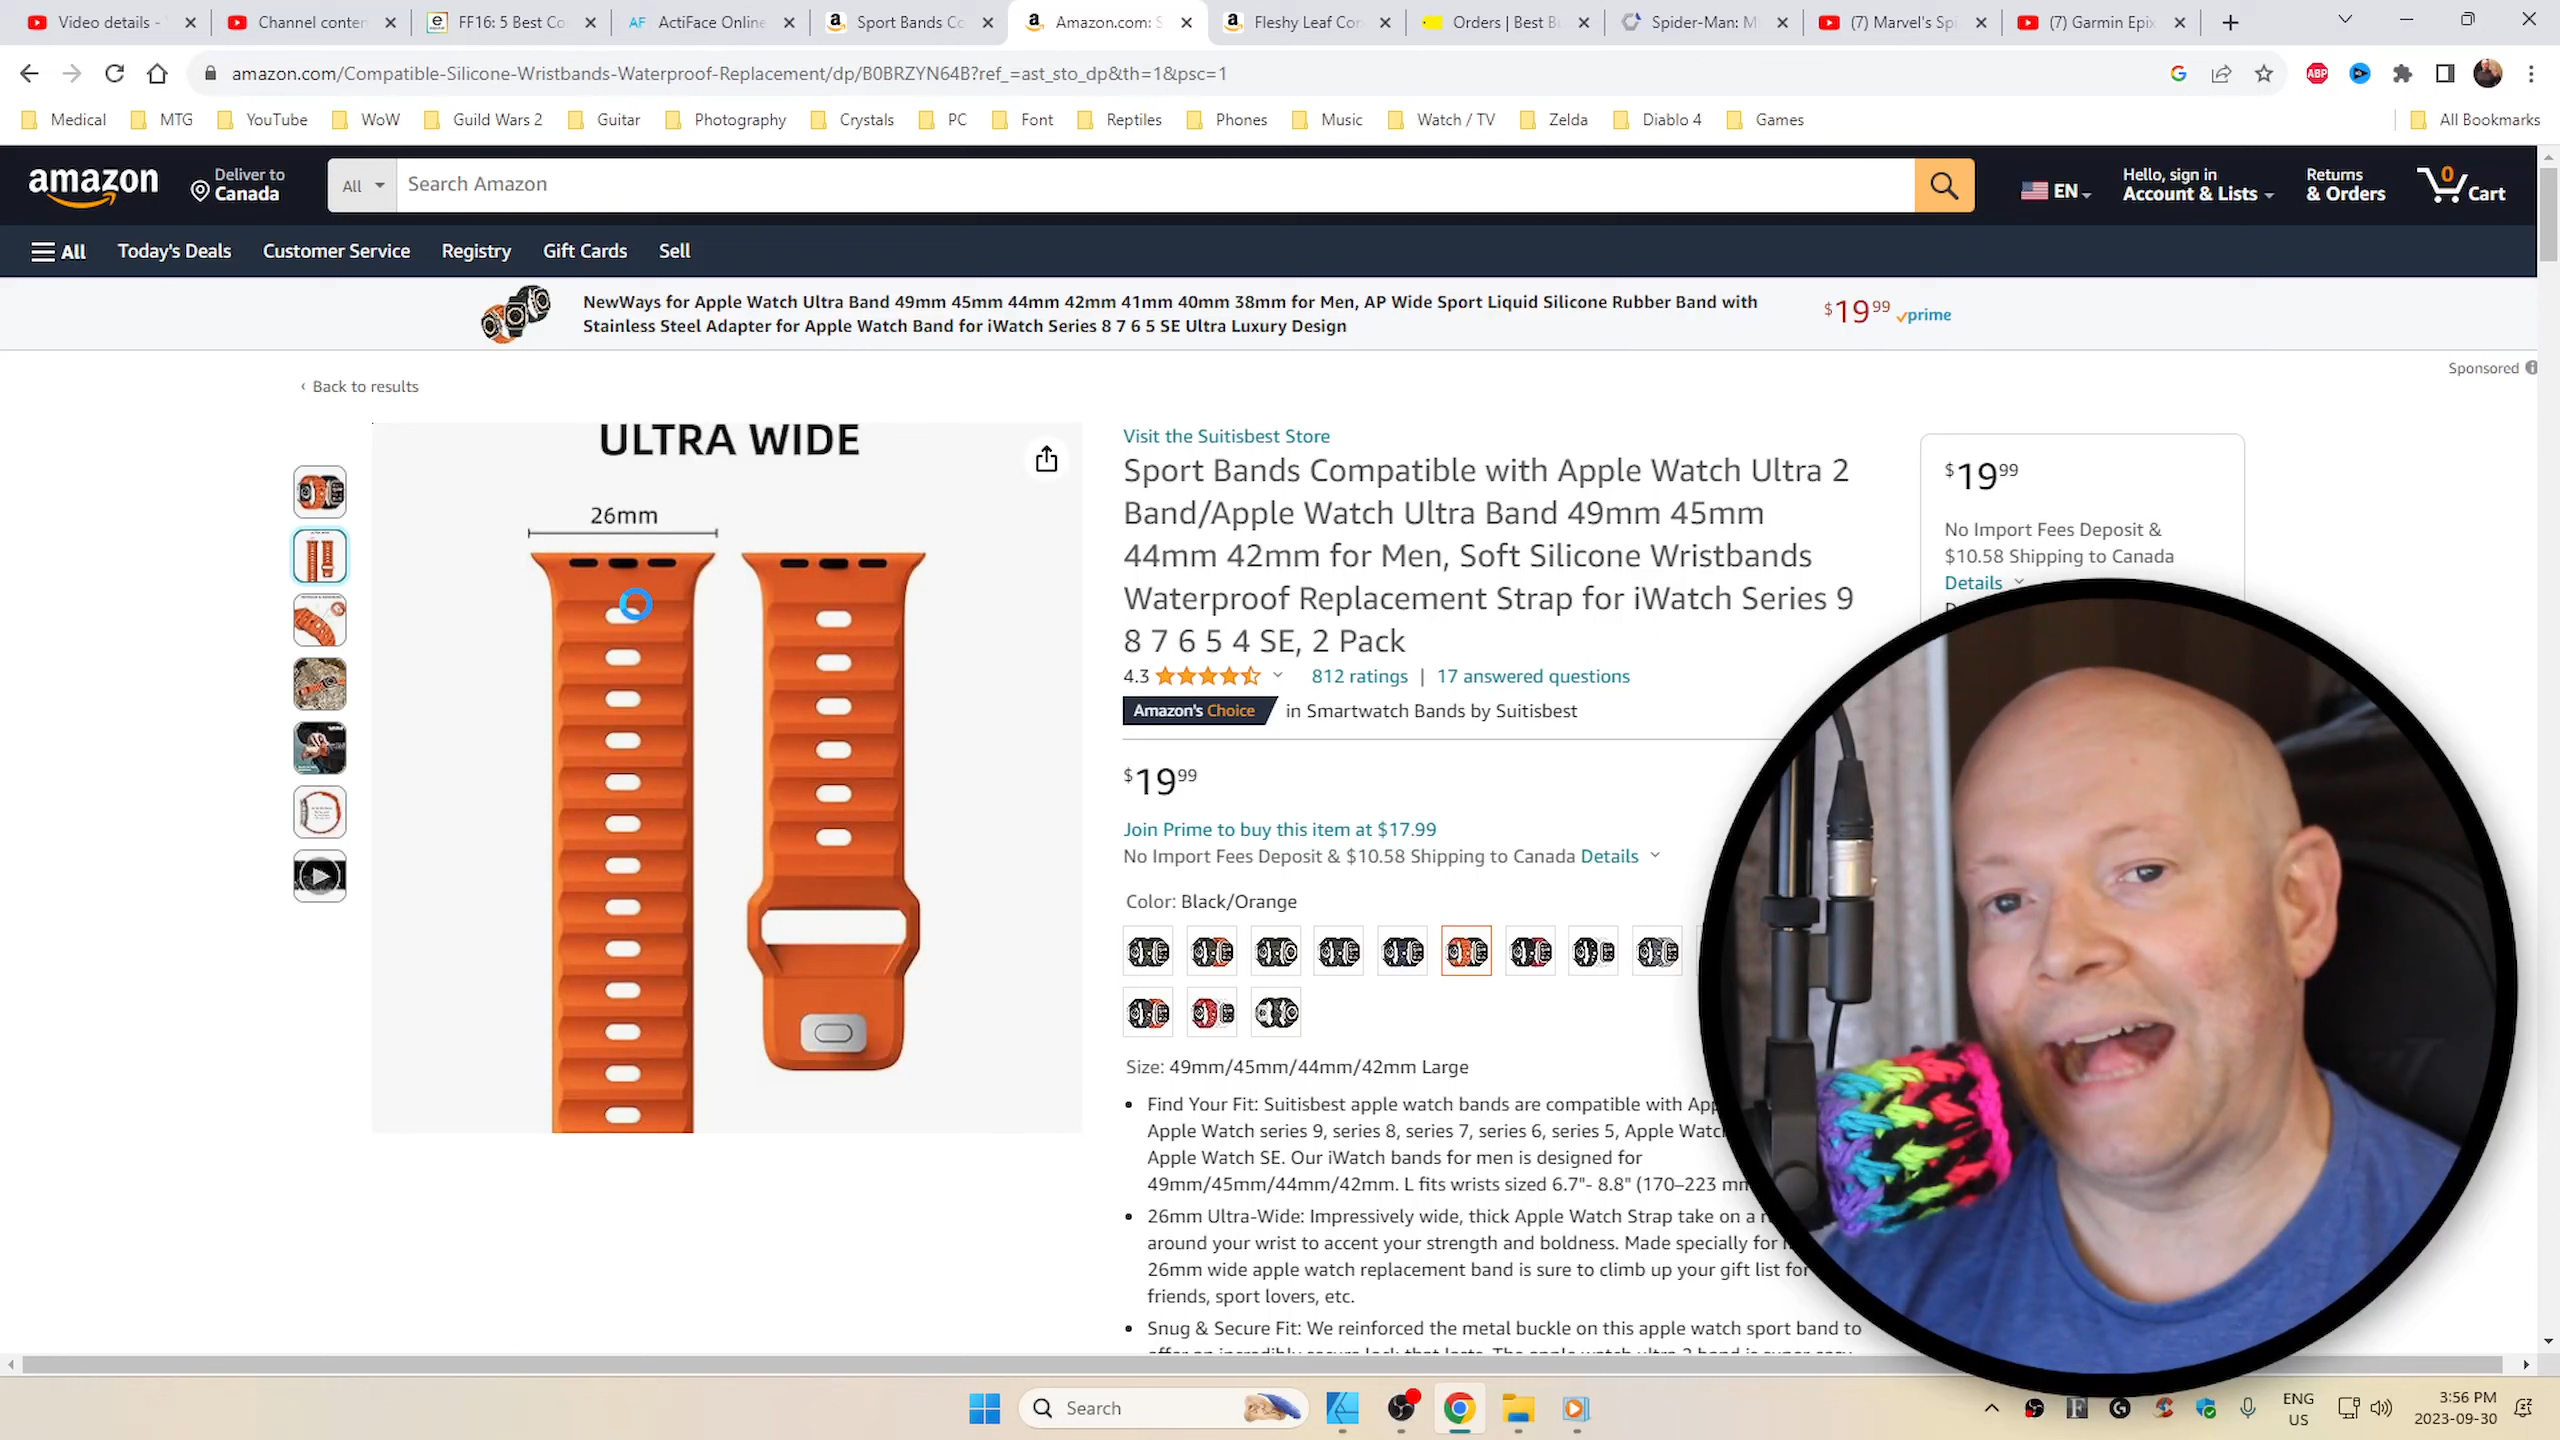 Video details -
Channel conten
FF16: 5 Best Co
ActiFace Online
Sport Bands Co
Amazon.com: S
Fleshy Leaf Con
Orders | Best Bu
Spider-Man: M
(7) Marvel's Spi
(7) Garmin Epix
amazon.com/Compatible-Silicone-Wristbands-Waterproof-Replacement/dp/B0BRZYN64B?ref_=ast_sto_dp&th=1&psc=1
ABP
Medical
MTG
YouTube
WoW
Guild Wars 2
Guitar
Photography
Crystals
PC
Font
Reptiles
Phones
Music
Watch / TV
Zelda
Diablo 4
Games
All Bookmarks
amazon
Deliver to
Canada
All
Search Amazon
EN
Hello, sign in
Account & Lists
Returns
& Orders
0
Cart
All
Today's Deals
Customer Service
Registry
Gift Cards
Sell
NewWays for Apple Watch Ultra Band 49mm 45mm 44mm 42mm 41mm 40mm 38mm for Men, AP Wide Sport Liquid Silicone Rubber Band with
Stainless Steel Adapter for Apple Watch Band for iWatch Series 8 7 6 5 SE Ultra Luxury Design
$19 99 prime
Sponsored
‹ Back to results
ULTRA WIDE
26mm
Visit the Suitisbest Store
Sport Bands Compatible with Apple Watch Ultra 2
Band/Apple Watch Ultra Band 49mm 45mm
44mm 42mm for Men, Soft Silicone Wristbands
Waterproof Replacement Strap for iWatch Series 9
8 7 6 5 4 SE, 2 Pack
4.3
812 ratings | 17 answered questions
Amazon's Choice in Smartwatch Bands by Suitisbest
$19 99
Join Prime to buy this item at $17.99
No Import Fees Deposit & $10.58 Shipping to Canada Details
Color: Black/Orange
Size: 49mm/45mm/44mm/42mm Large
• Find Your Fit: Suitisbest apple watch bands are compatible with App
Apple Watch series 9, series 8, series 7, series 6, series 5, Apple Watc
Apple Watch SE. Our iWatch bands for men is designed for
49mm/45mm/44mm/42mm. L fits wrists sized 6.7"- 8.8" (170–223 mm
• 26mm Ultra-Wide: Impressively wide, thick Apple Watch Strap take on a
around your wrist to accent your strength and boldness. Made specially for
26mm wide apple watch replacement band is sure to climb up your gift list for
friends, sport lovers, etc.
• Snug & Secure Fit: We reinforced the metal buckle on this apple watch sport band to
$19 99
No Import Fees Deposit &
$10.58 Shipping to Canada
Details
Search
ENG
US
3:56 PM
2023-09-30